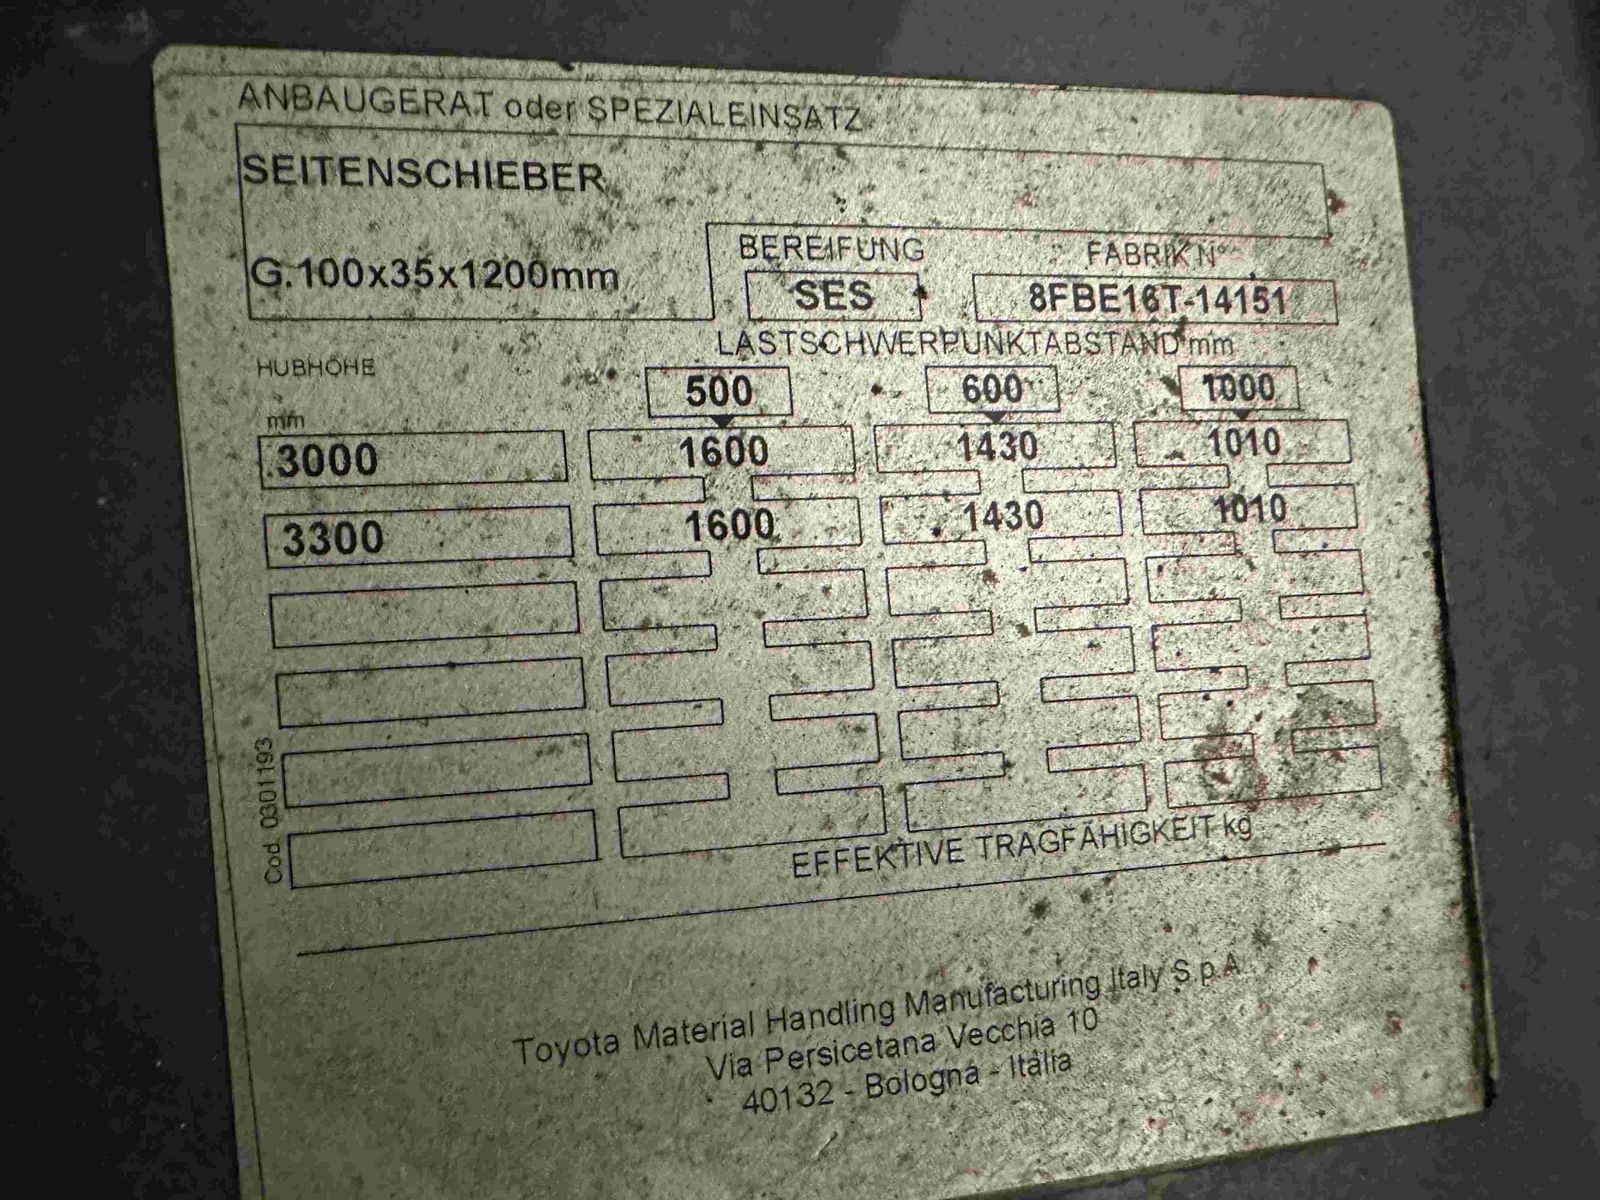 ANBAUGERAT oder SPEZIALEINSATZ
SEITENSCHIEBER
G.100x35x1200mm
BEREIFUNG
FABRIK N°
SES
8FBE16T-14151
LASTSCHWERPUNKTABSTAND mm
HUBHOHE
mm
500 600 1000
3000 1600 1430 1010
3300 1600 1430 1010
Cod 0301193
EFFEKTIVE TRAGFÄHIGKEIT kg
Toyota Material Handling Manufacturing Italy S.p.A.
Via Persicetana Vecchia 10
40132 - Bologna - Italia